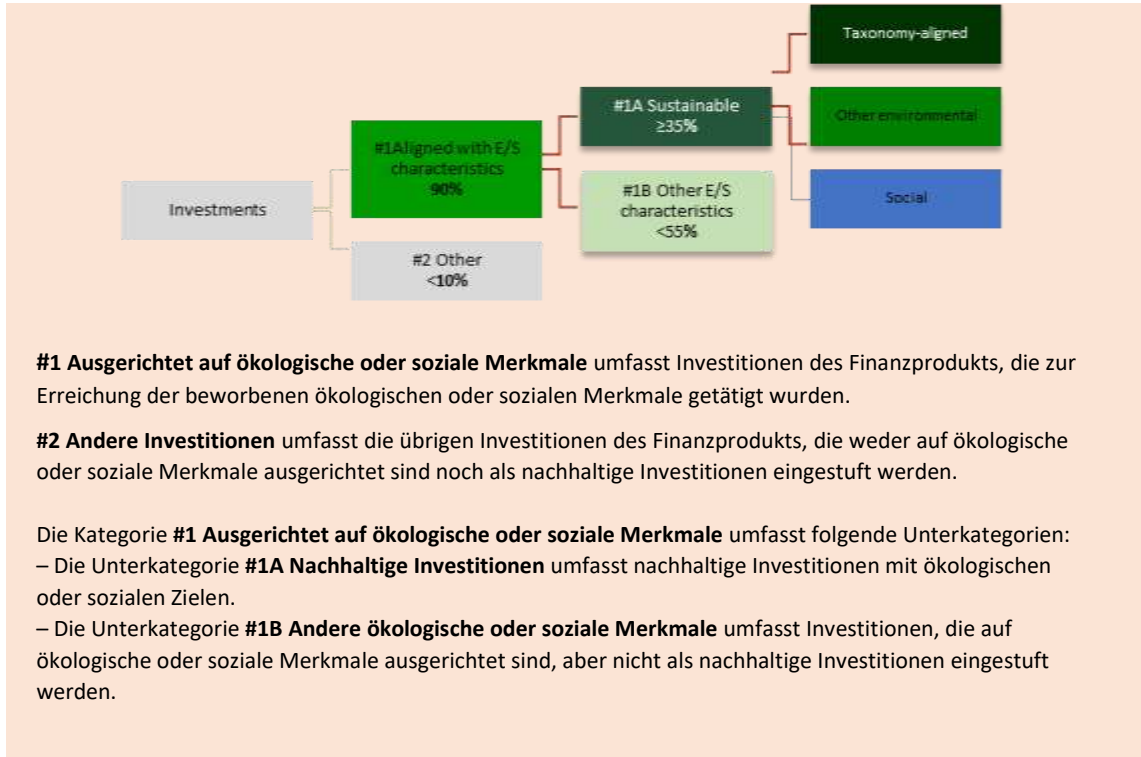 Taxonomy-aligned
#1A Sustainable
≥35%
Other environmental
#1Aligned with E/S
characteristics
90%
#1B Other E/S
characteristics
<55%
Social
Investments
#2 Other
<10%
#1 Ausgerichtet auf ökologische oder soziale Merkmale umfasst Investitionen des Finanzprodukts, die zur
Erreichung der beworbenen ökologischen oder sozialen Merkmale getätigt wurden.
#2 Andere Investitionen umfasst die übrigen Investitionen des Finanzprodukts, die weder auf ökologische
oder soziale Merkmale ausgerichtet sind noch als nachhaltige Investitionen eingestuft werden.
Die Kategorie #1 Ausgerichtet auf ökologische oder soziale Merkmale umfasst folgende Unterkategorien:
– Die Unterkategorie #1A Nachhaltige Investitionen umfasst nachhaltige Investitionen mit ökologischen
oder sozialen Zielen.
– Die Unterkategorie #1B Andere ökologische oder soziale Merkmale umfasst Investitionen, die auf
ökologische oder soziale Merkmale ausgerichtet sind, aber nicht als nachhaltige Investitionen eingestuft
werden.